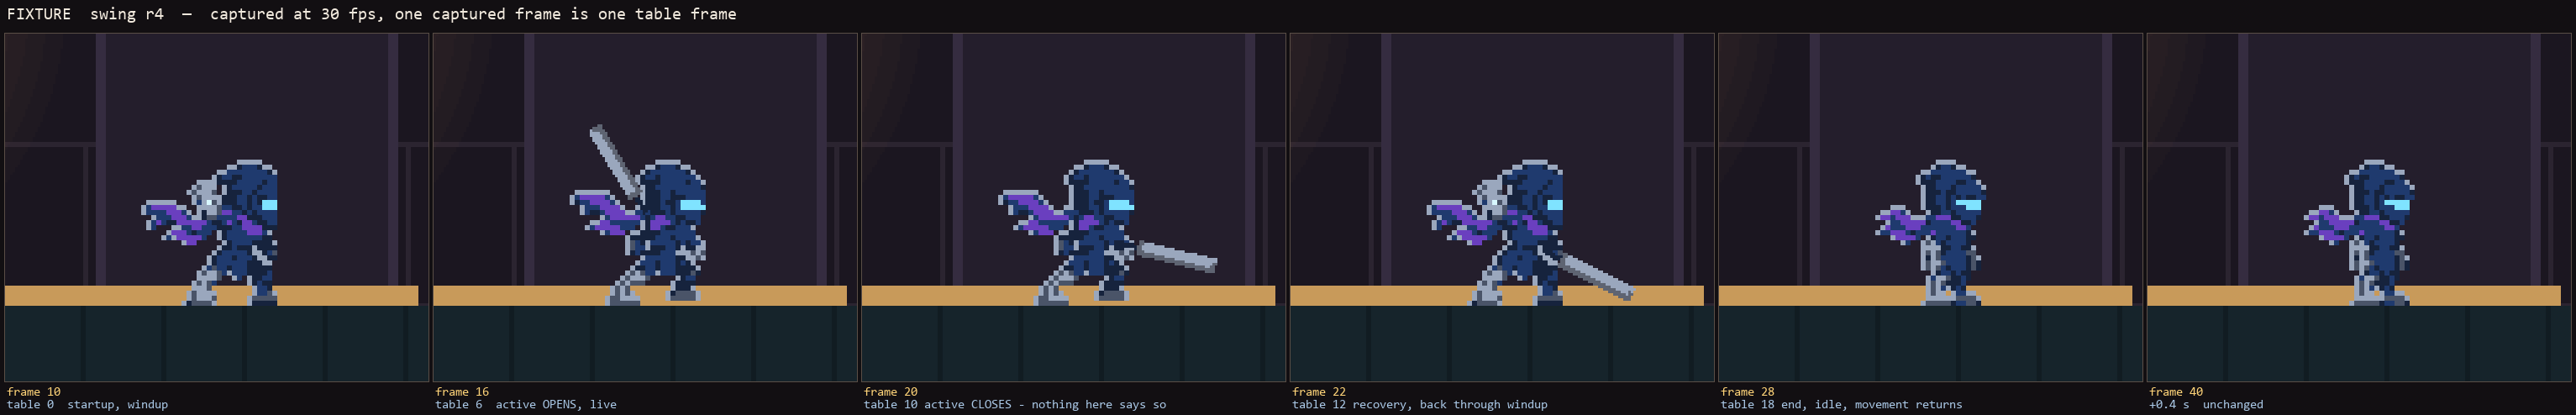 FIXTURE  swing r4  —  captured at 30 fps, one captured frame is one table frame
frame 10
table 0  startup, windup
frame 16
table 6  active OPENS, live
frame 20
table 10 active CLOSES - nothing here says so
frame 22
table 12 recovery, back through windup
frame 28
table 18 end, idle, movement returns
frame 40
+0.4 s  unchanged